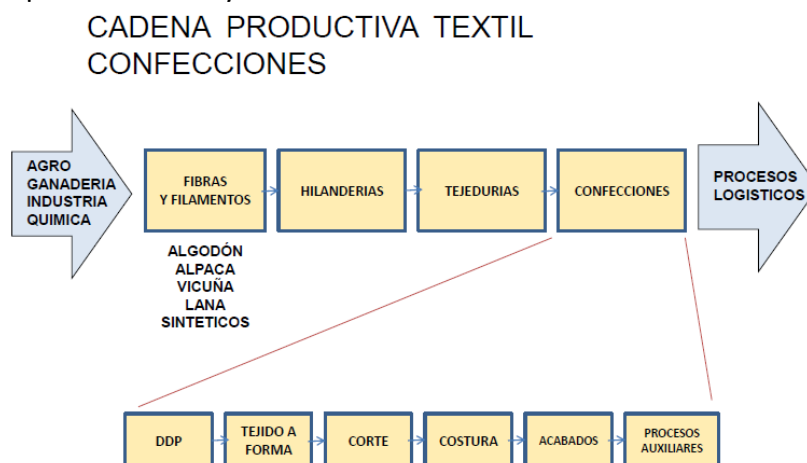 CADENA PRODUCTIVA TEXTIL
CONFECCIONES
AGRO
GANADERIA
INDUSTRIA
QUIMICA
FIBRAS
Y FILAMENTOS
HILANDERIAS
TEJEDURIAS
CONFECCIONES
PROCESOS
LOGISTICOS
ALGODÓN
ALPACA
VICUÑA
LANA
SINTETICOS
DDP
TEJIDO A
FORMA
CORTE
COSTURA
ACABADOS
PROCESOS
AUXILIARES